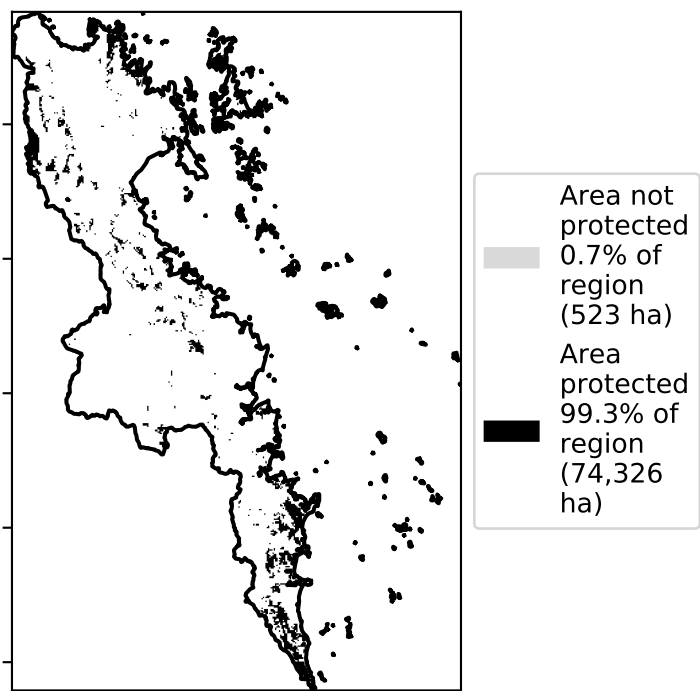 Area not
protected
0.7% of
region
(523 ha)
Area
protected
99.3% of
region
(74,326
ha)